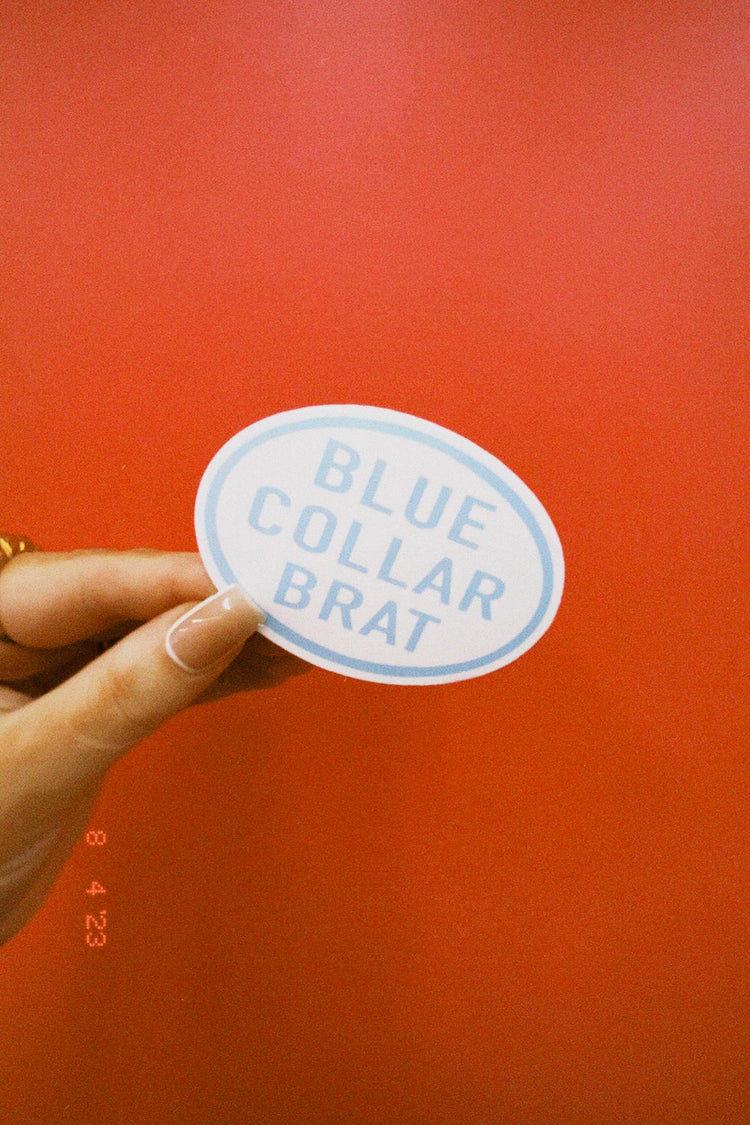 BLUE
COLLAR
BRAT
8 4 '23